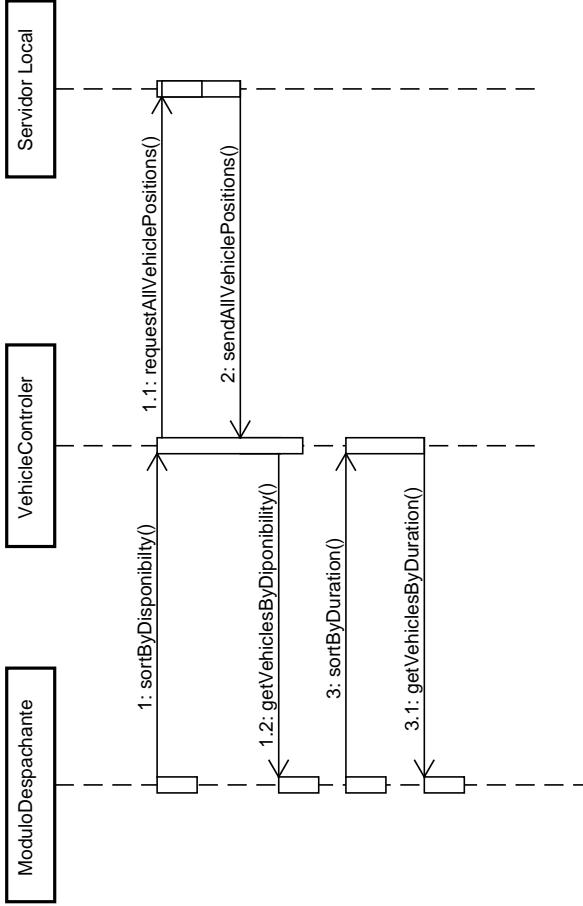 ModuloDespachante
VehicleControler
Servidor Local
1: sortByDisponibilty()
1.1: requestAllVehiclePositions()
2: sendAllVehiclePositions()
1.2: getVehiclesByDiponibility()
3: sortByDuration()
3.1: getVehiclesByDuration()